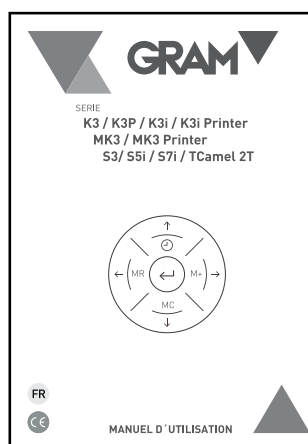 GRAM
SERIE
K3 / K3P / K3i / K3i Printer
MK3 / MK3 Printer
S3/ S5i / S7i / TCamel 2T
MR
M+
MC
FR
CE
MANUEL D´UTILISATION